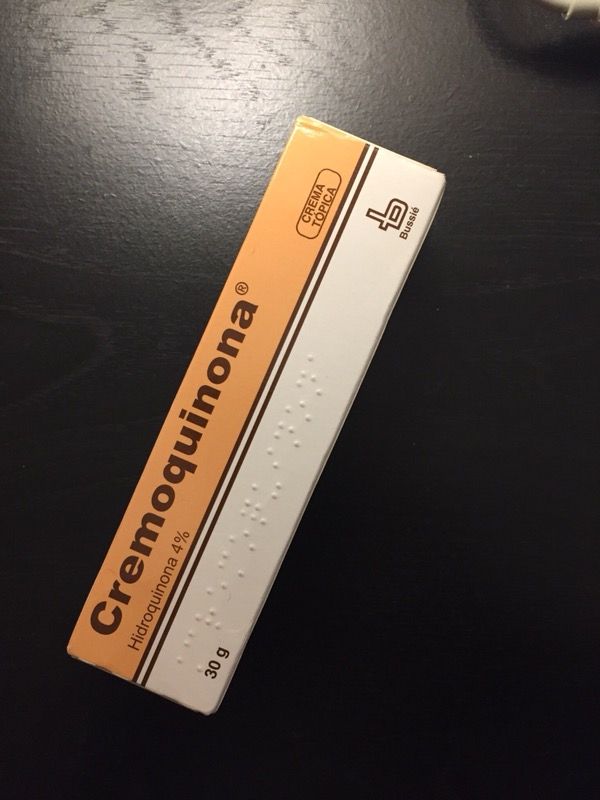 Cremoquinona®
Hidroquinona 4%
CREMA
TÓPICA
30 g
Bussié